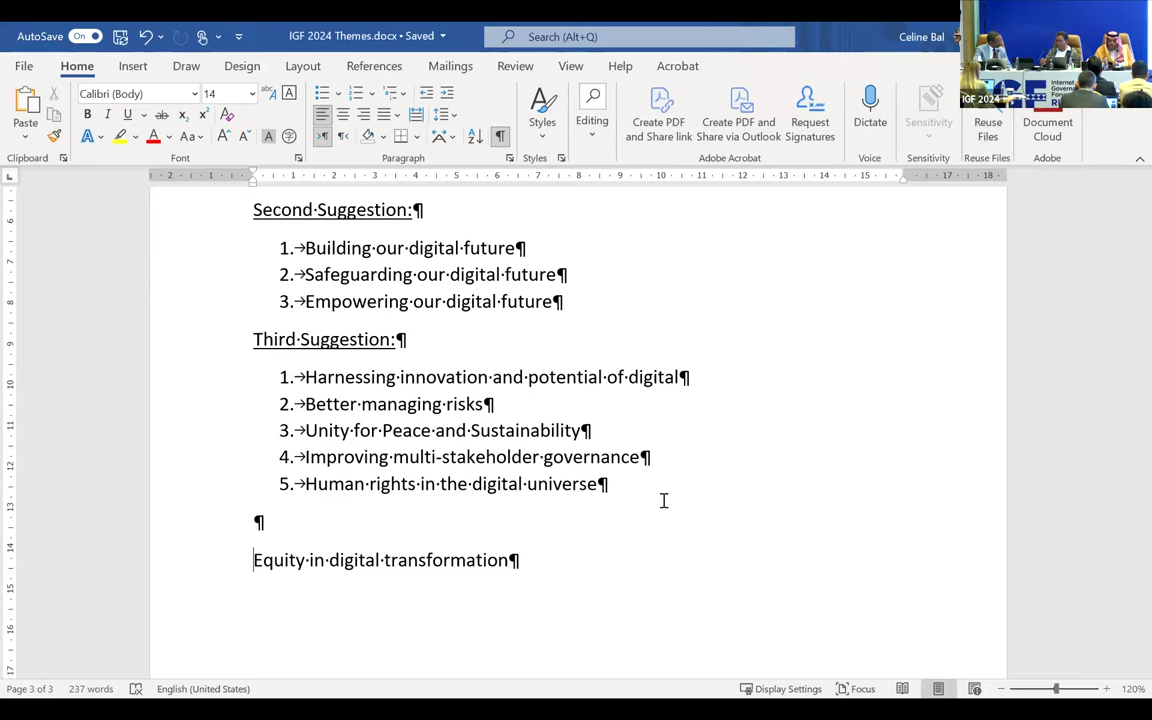 AutoSave On IGF 2024 Themes.docx • Saved Search (Alt+Q) Celine Bal
File Home Insert Draw Design Layout References Mailings Review View Help Acrobat
Calibri (Body) 14
Paste Styles Editing Create PDF and Share link Create PDF and Share via Outlook Request Signatures Dictate Sensitivity Reuse Files Document Cloud
Clipboard Font Paragraph Styles Adobe Acrobat Voice Sensitivity Reuse Files Adobe
IGF 2024
Internet
Governance
Second Suggestion:
1. Building our digital future
2. Safeguarding our digital future
3. Empowering our digital future
Third Suggestion:
1. Harnessing innovation and potential of digital
2. Better managing risks
3. Unity for Peace and Sustainability
4. Improving multi-stakeholder governance
5. Human rights in the digital universe
Equity in digital transformation
Page 3 of 3 237 words English (United States) Display Settings Focus 120%